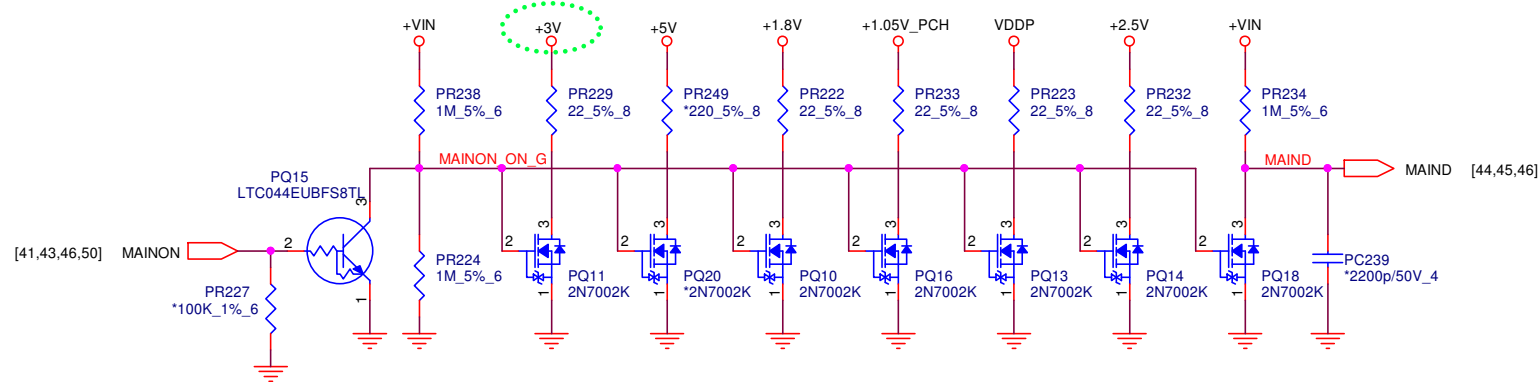 +VIN
+3V
+5V
+1.8V
+1.05V_PCH
VDDP
+2.5V
+VIN
PR238
1M_5%_6
PR229
22_5%_8
PR249
*220_5%_8
PR222
22_5%_8
PR233
22_5%_8
PR223
22_5%_8
PR232
22_5%_8
PR234
1M_5%_6
MAINON_ON_G
MAIND
MAIND
[44,45,46]
PQ15
LTC044EUBFS8TL
3
2
1
[41,43,46,50]
MAINON
PR227
*100K_1%_6
PR224
1M_5%_6
2
3
1
PQ11
2N7002K
2
3
1
PQ20
*2N7002K
2
3
1
PQ10
2N7002K
2
3
1
PQ16
2N7002K
2
3
1
PQ13
2N7002K
2
3
1
PQ14
2N7002K
2
3
1
PQ18
2N7002K
PC239
*2200p/50V_4